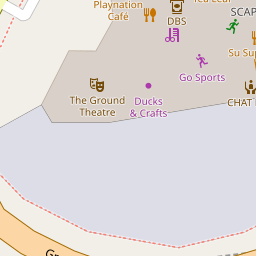 Playnation
Café
DBS
SCAP
Su Su
Go Sports
The Ground
Theatre
Ducks
& Crafts
CHAT